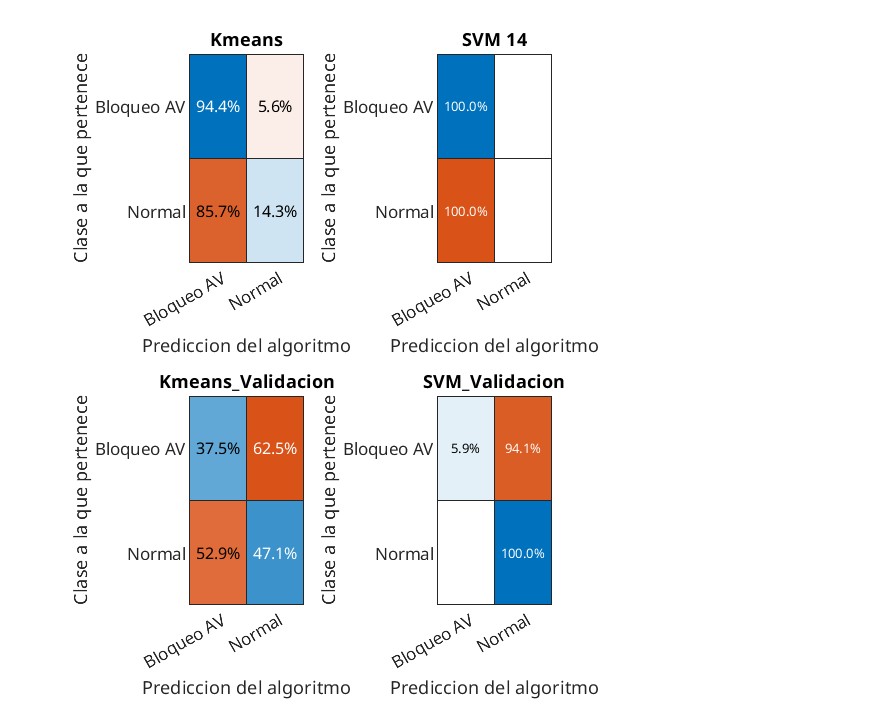 Kmeans
Clase a la que pertenece
Bloqueo AV
94.4%
5.6%
Normal
85.7%
14.3%
Bloqueo AV
Normal
Prediccion del algoritmo
SVM 14
Clase a la que pertenece
Bloqueo AV
100.0%
Normal
100.0%
Bloqueo AV
Normal
Prediccion del algoritmo
Kmeans_Validacion
Clase a la que pertenece
Bloqueo AV
37.5%
62.5%
Normal
52.9%
47.1%
Bloqueo AV
Normal
Prediccion del algoritmo
SVM_Validacion
Clase a la que pertenece
Bloqueo AV
5.9%
94.1%
Normal
100.0%
Bloqueo AV
Normal
Prediccion del algoritmo